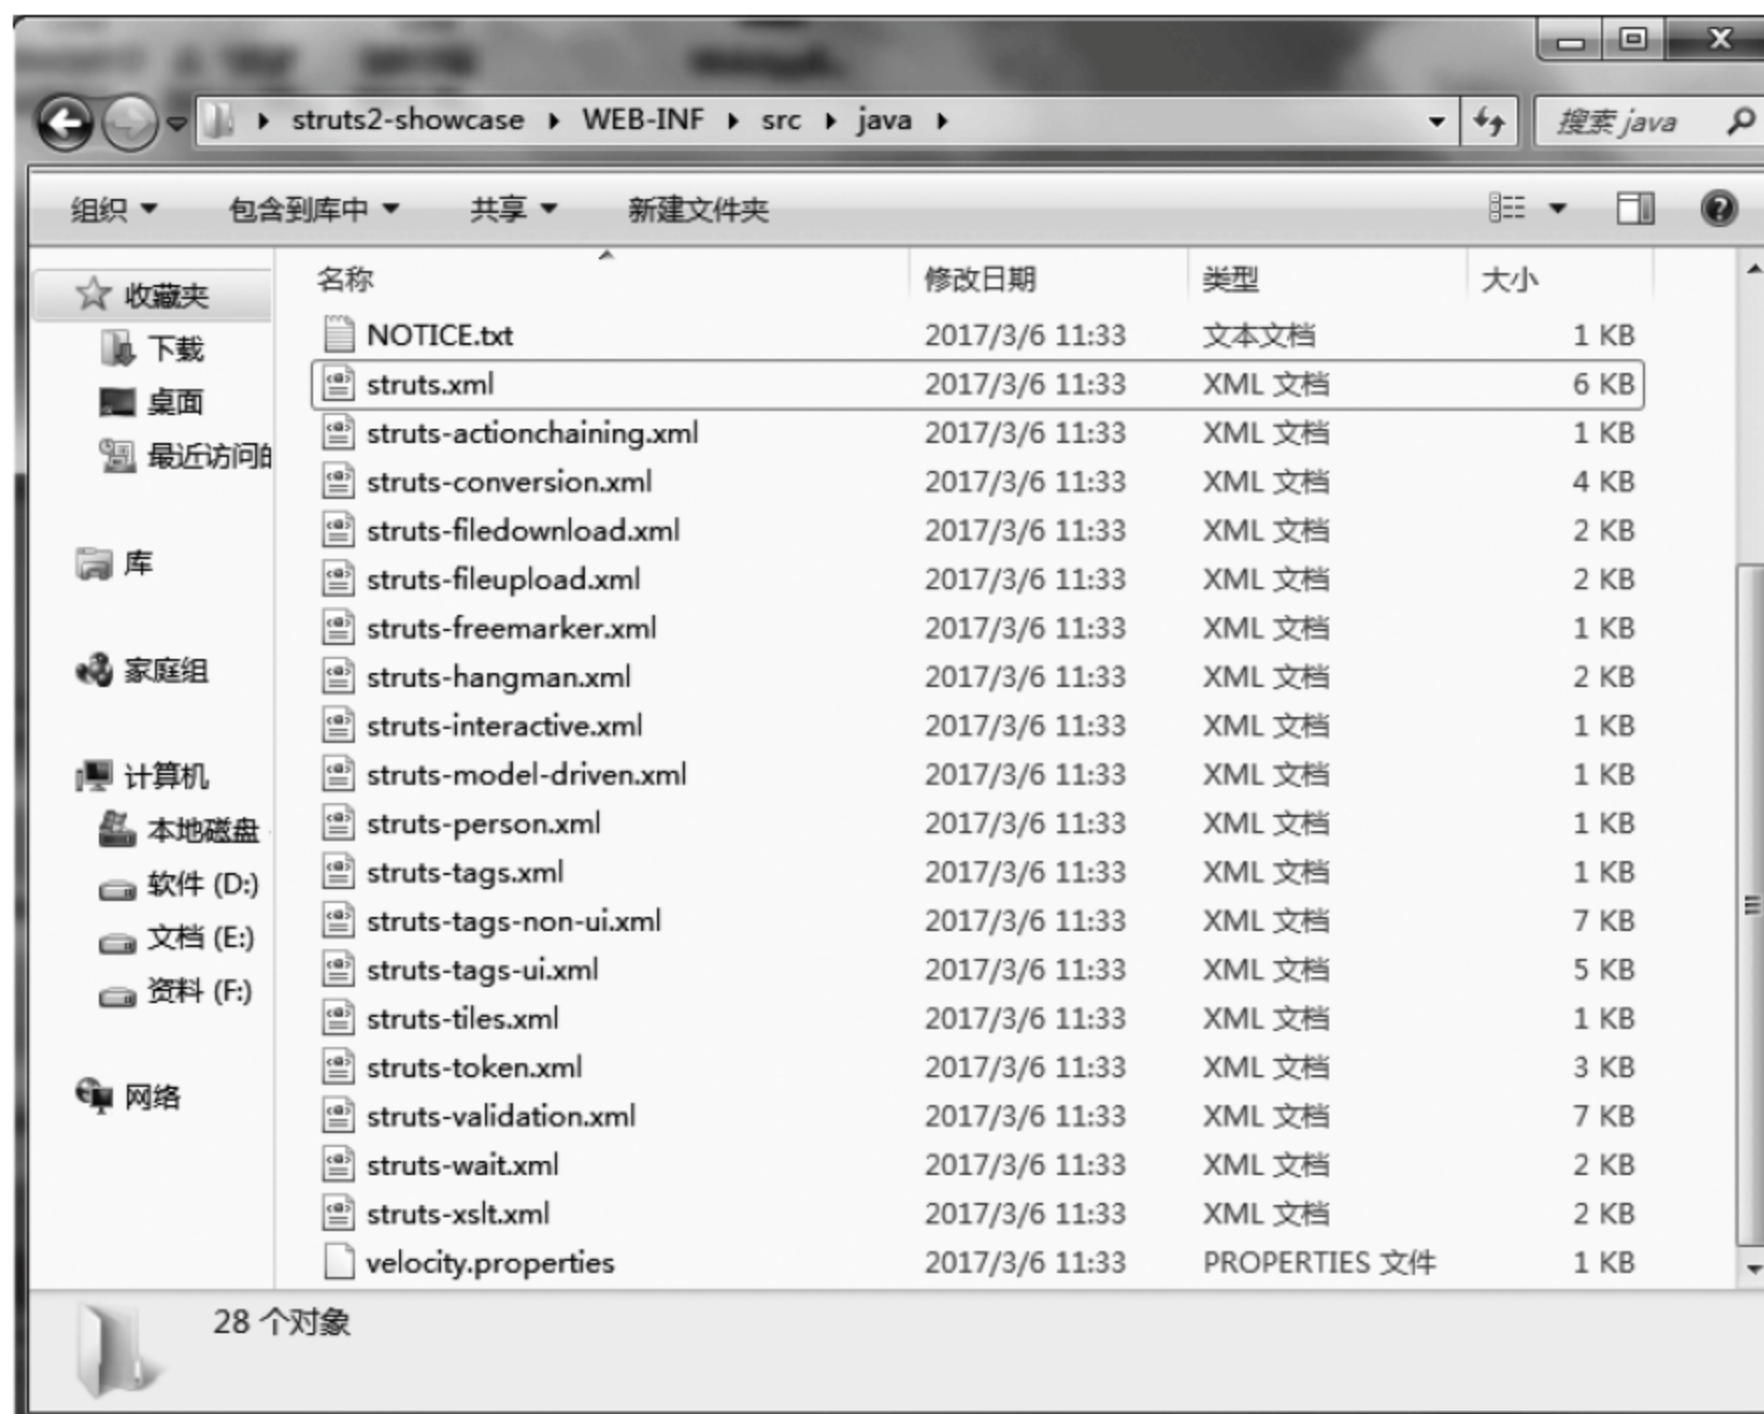 struts2-showcase WEB-INF src java
搜索 java
组织 包含到库中 共享 新建文件夹
名称 修改日期 类型 大小
收藏夹
下载
桌面
最近访问的
库
家庭组
计算机
本地磁盘
软件 (D:)
文档 (E:)
资料 (F:)
网络
NOTICE.txt 2017/3/6 11:33 文本文档 1 KB
struts.xml 2017/3/6 11:33 XML 文档 6 KB
struts-actionchaining.xml 2017/3/6 11:33 XML 文档 1 KB
struts-conversion.xml 2017/3/6 11:33 XML 文档 4 KB
struts-filedownload.xml 2017/3/6 11:33 XML 文档 2 KB
struts-fileupload.xml 2017/3/6 11:33 XML 文档 2 KB
struts-freemarker.xml 2017/3/6 11:33 XML 文档 1 KB
struts-hangman.xml 2017/3/6 11:33 XML 文档 2 KB
struts-interactive.xml 2017/3/6 11:33 XML 文档 1 KB
struts-model-driven.xml 2017/3/6 11:33 XML 文档 1 KB
struts-person.xml 2017/3/6 11:33 XML 文档 1 KB
struts-tags.xml 2017/3/6 11:33 XML 文档 1 KB
struts-tags-non-ui.xml 2017/3/6 11:33 XML 文档 7 KB
struts-tags-ui.xml 2017/3/6 11:33 XML 文档 5 KB
struts-tiles.xml 2017/3/6 11:33 XML 文档 1 KB
struts-token.xml 2017/3/6 11:33 XML 文档 3 KB
struts-validation.xml 2017/3/6 11:33 XML 文档 7 KB
struts-wait.xml 2017/3/6 11:33 XML 文档 2 KB
struts-xslt.xml 2017/3/6 11:33 XML 文档 2 KB
velocity.properties 2017/3/6 11:33 PROPERTIES 文件 1 KB
28 个对象